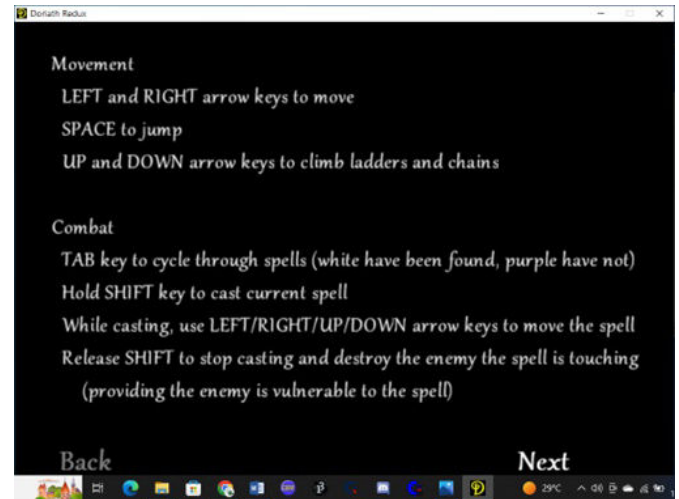 Doriath Redux
Movement
LEFT and RIGHT arrow keys to move
SPACE to jump
UP and DOWN arrow keys to climb ladders and chains
Combat
TAB key to cycle through spells (white have been found, purple have not)
Hold SHIFT key to cast current spell
While casting, use LEFT/RIGHT/UP/DOWN arrow keys to move the spell
Release SHIFT to stop casting and destroy the enemy the spell is touching
(providing the enemy is vulnerable to the spell)
Back Next
29°C